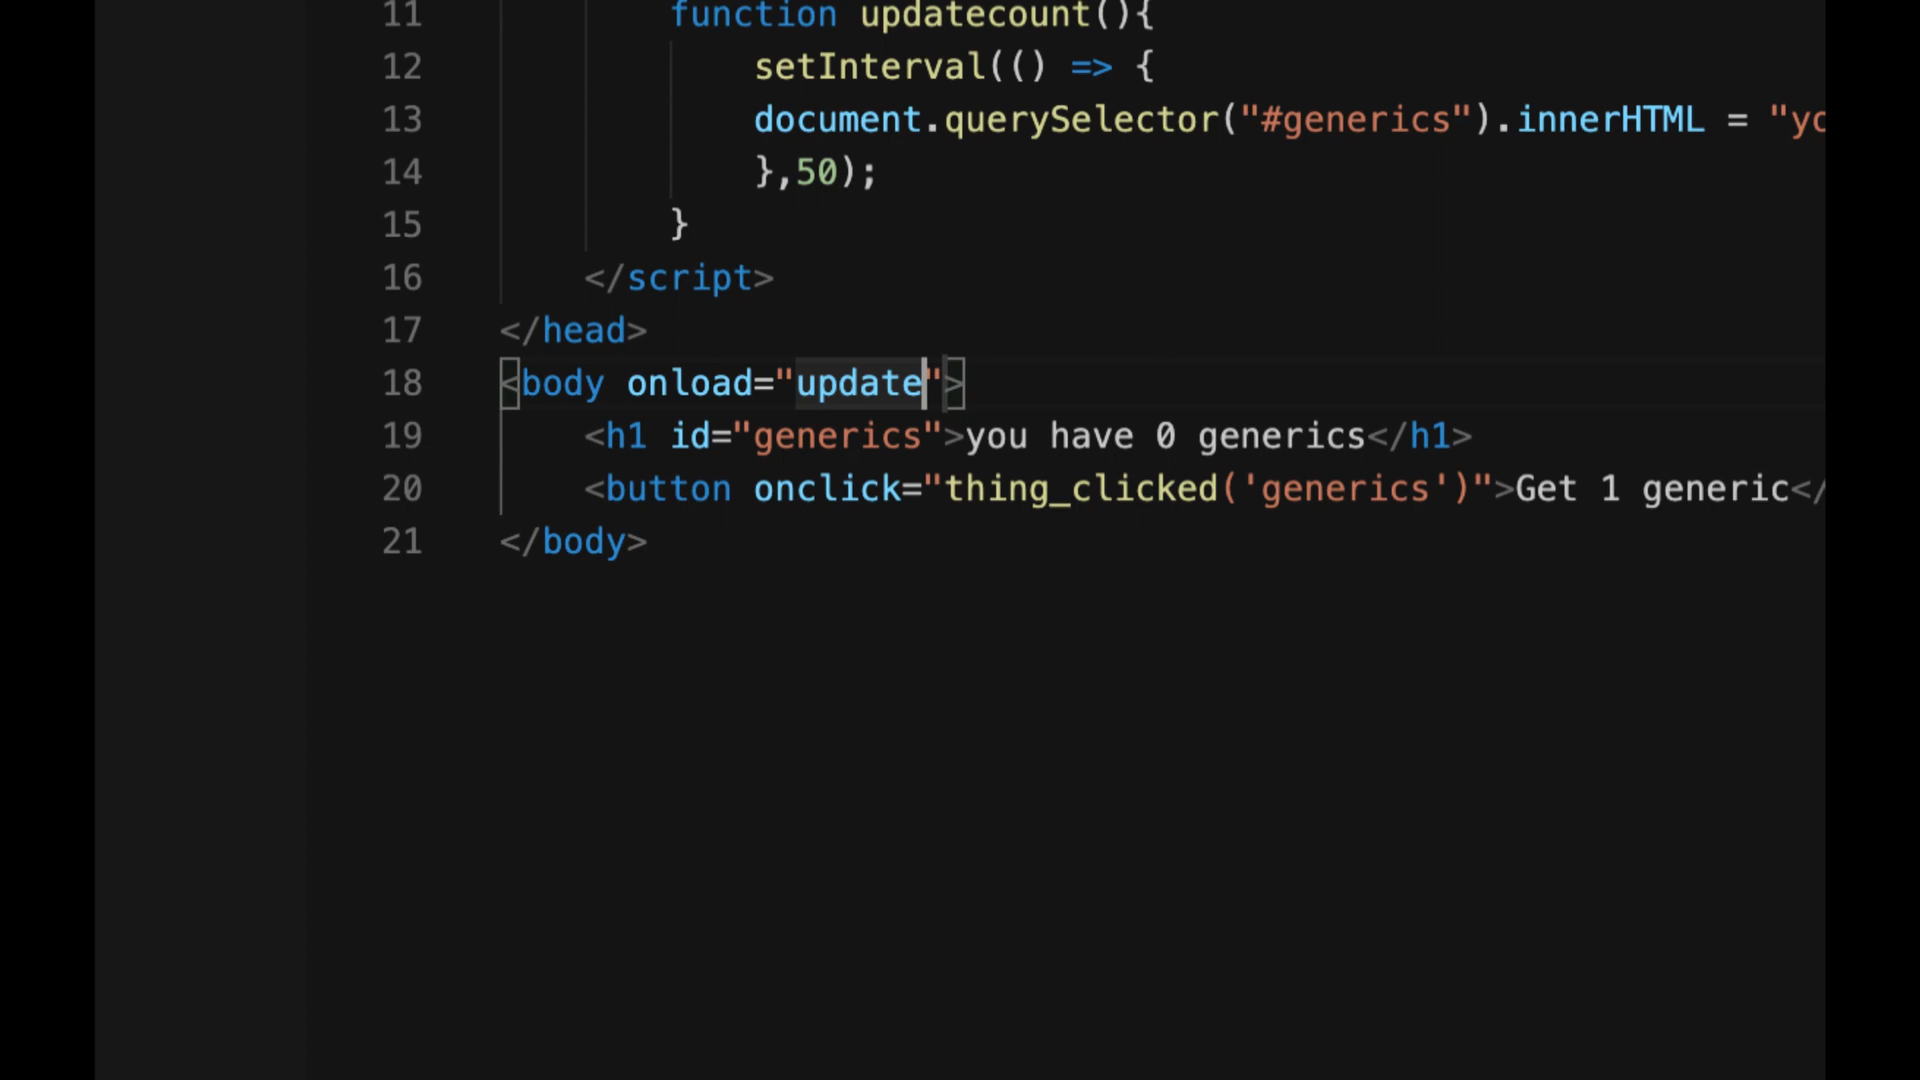 11 function updatecount(){
12 setInterval(() => {
13 document.querySelector("#generics").innerHTML = "yo
14 },50);
15 }
16 </script>
17 </head>
18 <body onload="update">
19 <h1 id="generics">you have 0 generics</h1>
20 <button onclick="thing_clicked('generics')">Get 1 generic</
21 </body>